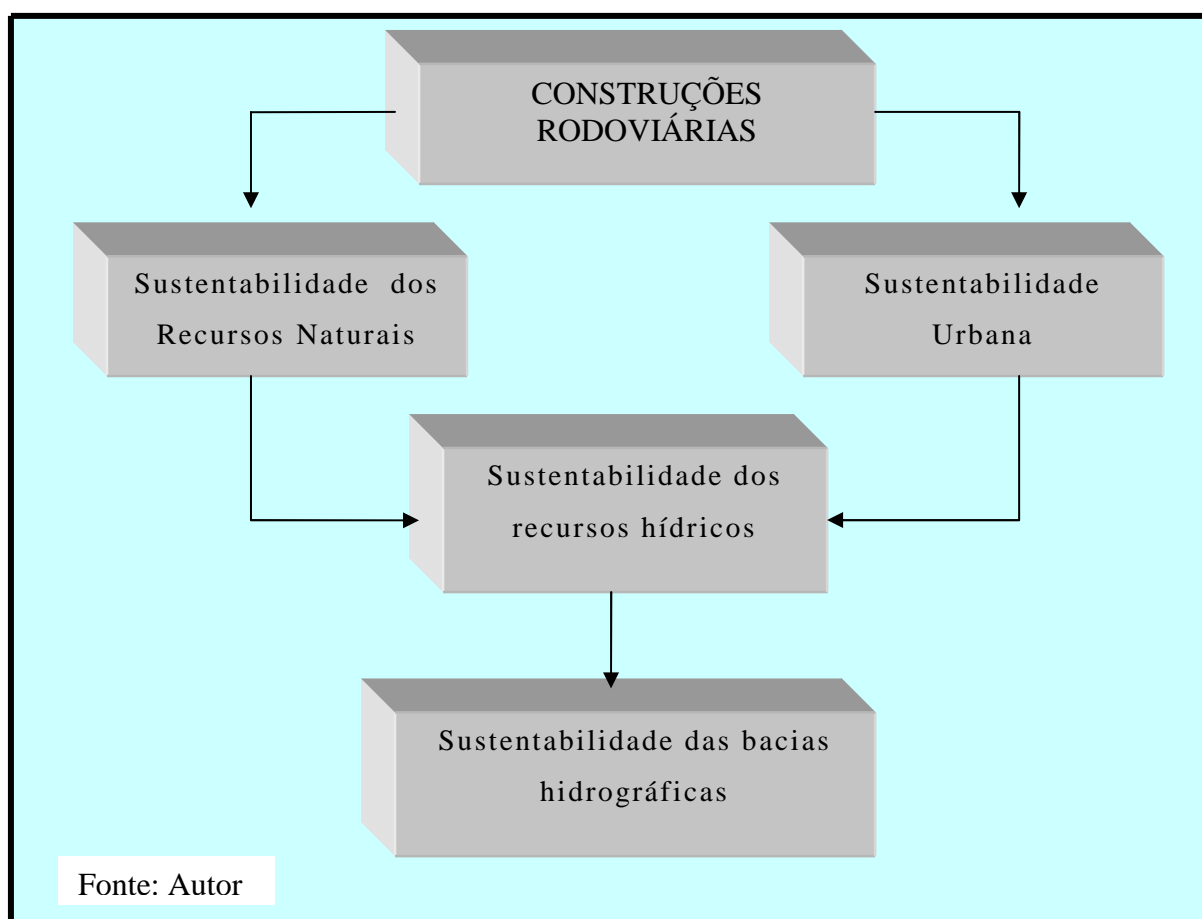 CONSTRUÇÕES
RODOVIÁRIAS
Sustentabilidade dos
Recursos Naturais
Sustentabilidade
Urbana
Sustentabilidade dos
recursos hídricos
Sustentabilidade das bacias
hidrográficas
Fonte: Autor